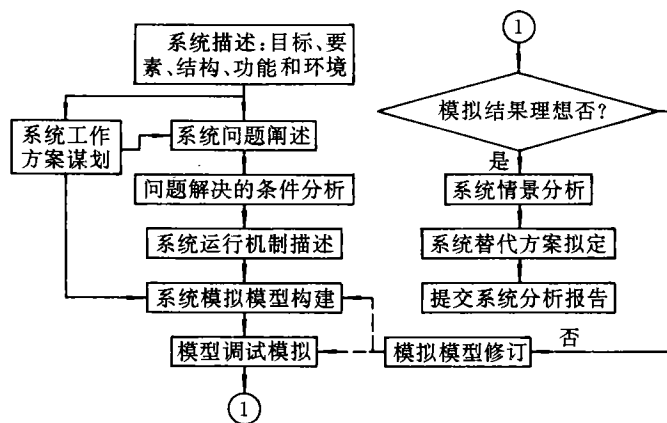 系统描述:目标、要
素、结构、功能和环境
系统工作
方案谋划
系统问题阐述
问题解决的条件分析
系统运行机制描述
系统模拟模型构建
模型调试模拟
①
①
模拟结果理想否?
是
系统情景分析
系统替代方案拟定
提交系统分析报告
否
模拟模型修订